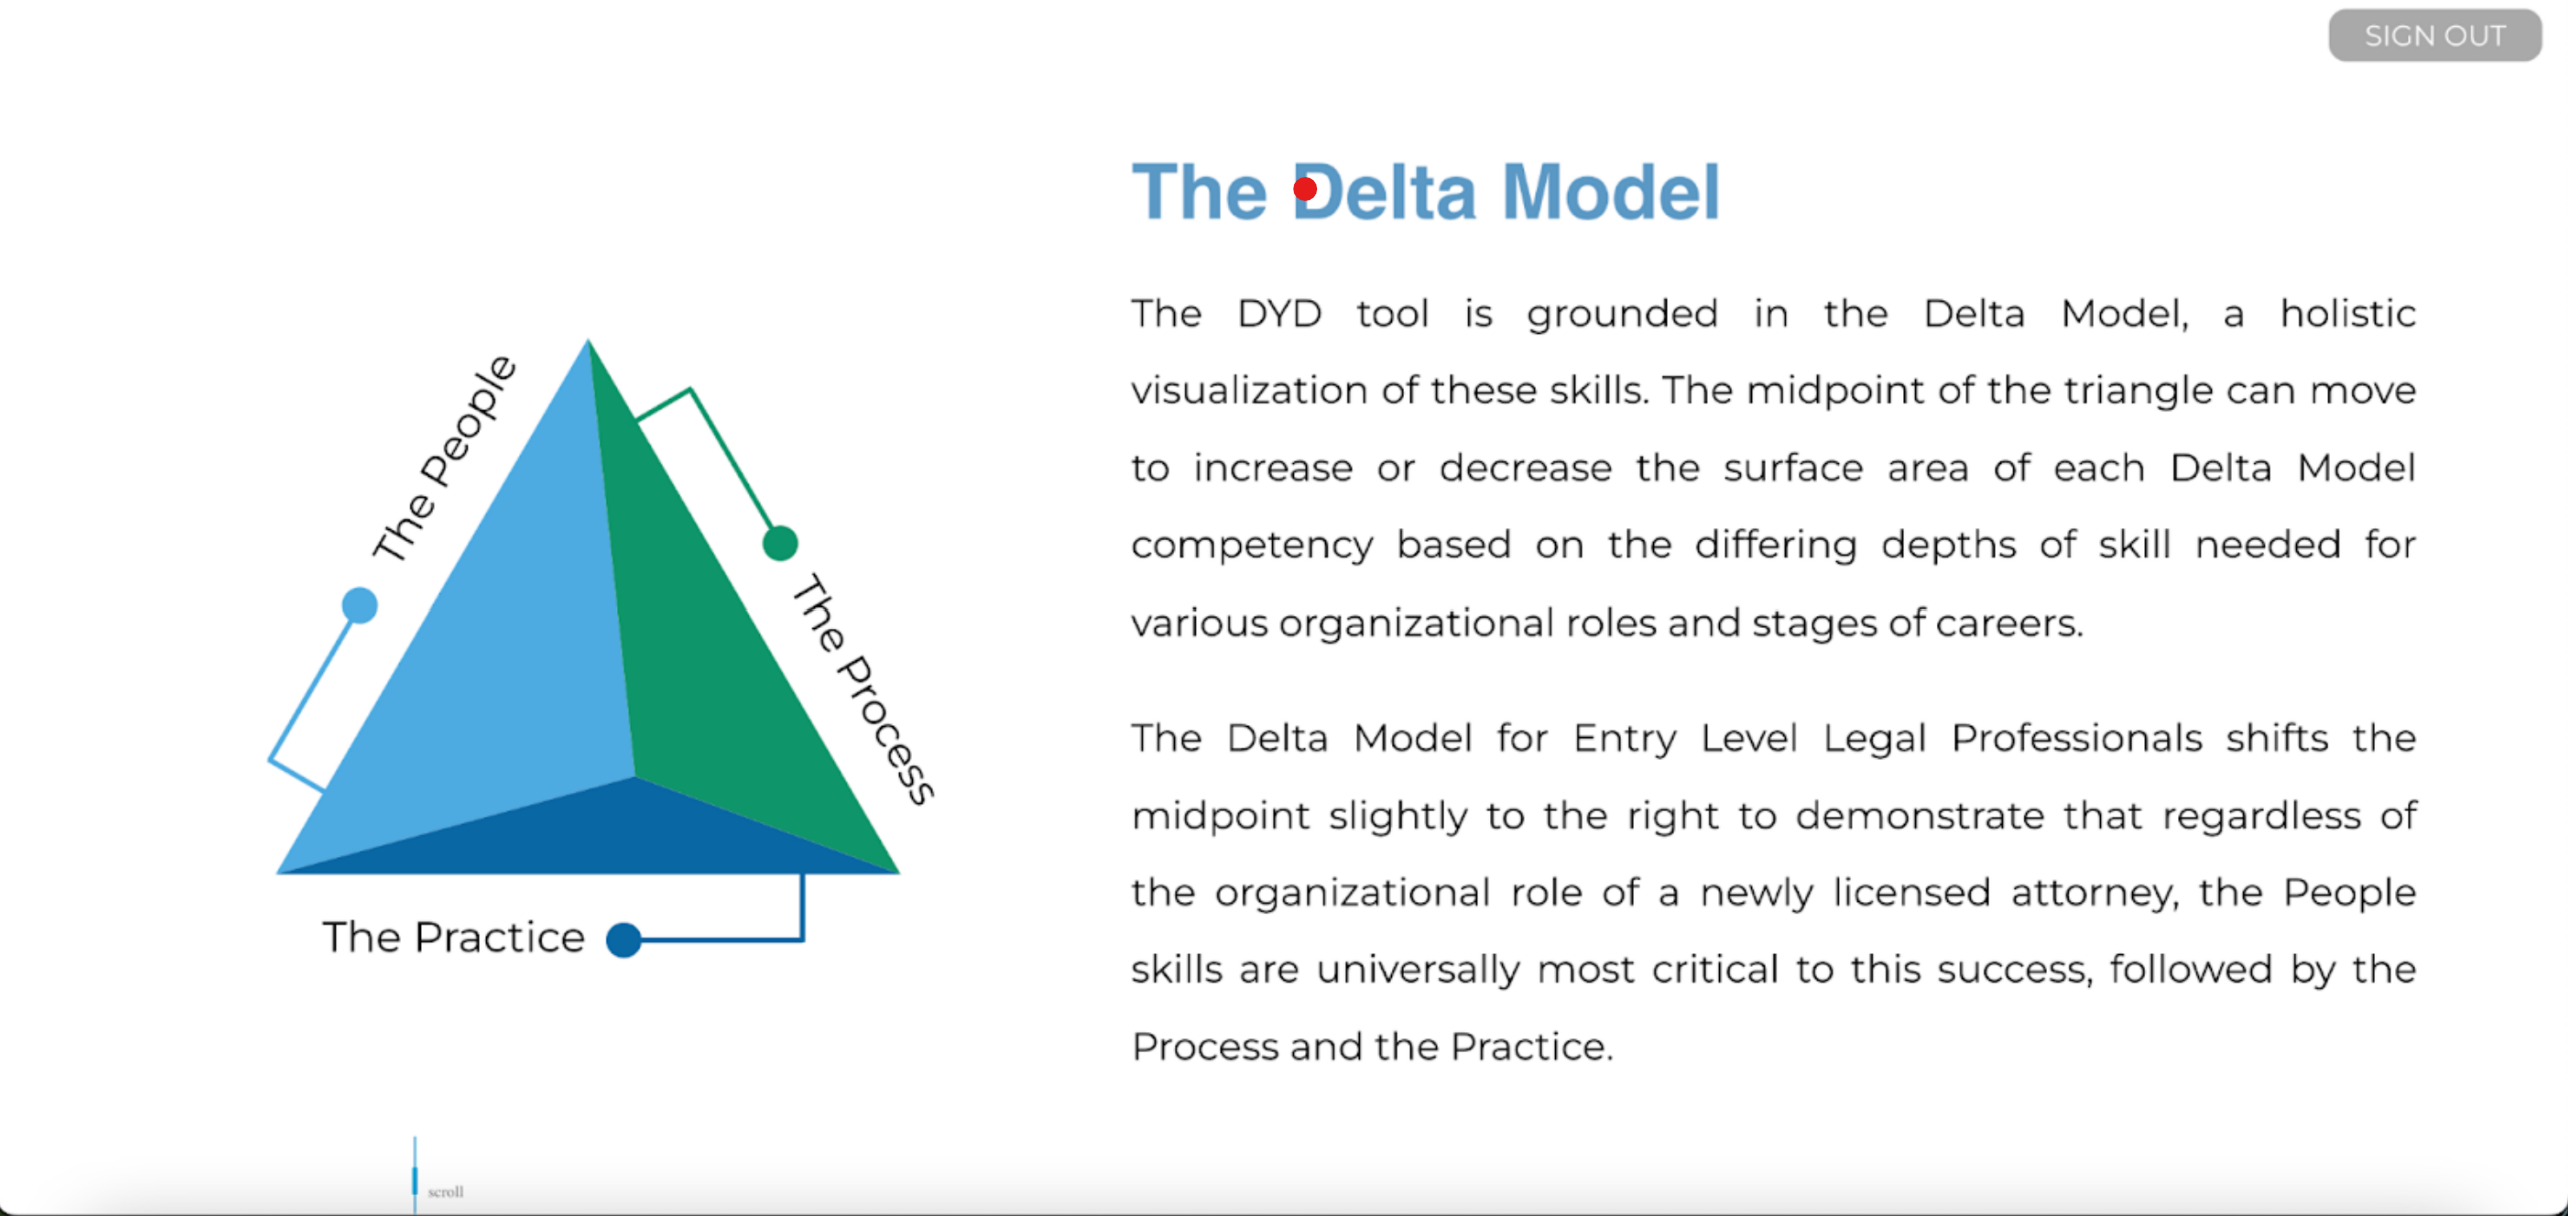 SIGN OUT
The Delta Model
The DYD tool is grounded in the Delta Model, a holistic
visualization of these skills. The midpoint of the triangle can move
to increase or decrease the surface area of each Delta Model
competency based on the differing depths of skill needed for
various organizational roles and stages of careers.
The Delta Model for Entry Level Legal Professionals shifts the
midpoint slightly to the right to demonstrate that regardless of
the organizational role of a newly licensed attorney, the People
skills are universally most critical to this success, followed by the
Process and the Practice.
The People
The Process
The Practice
scroll